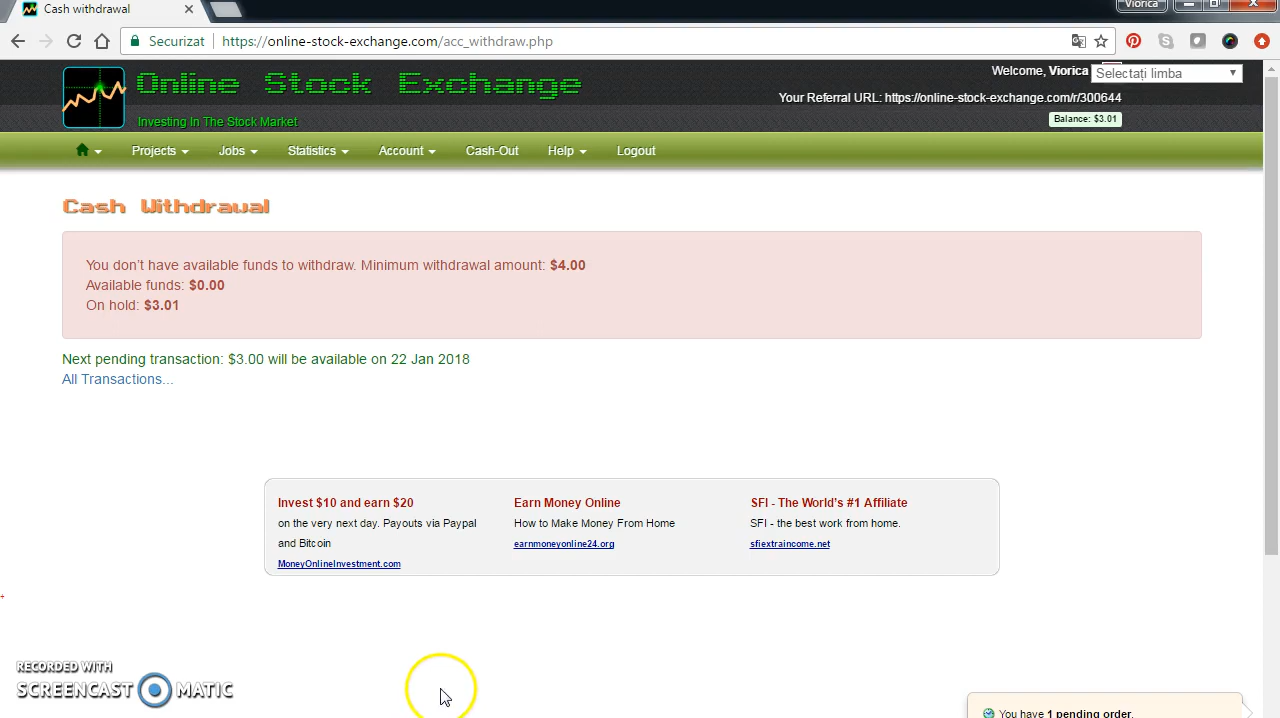 Cash withdrawal
Viorica
Securizat
https://online-stock-exchange.com/acc_withdraw.php
Online Stock Exchange
Investing In The Stock Market
Welcome, Viorica
Selectați limba
Your Referral URL: https://online-stock-exchange.com/r/300644
Balance: $3.01
Projects Jobs Statistics Account Cash-Out Help Logout
Cash Withdrawal
You don't have available funds to withdraw. Minimum withdrawal amount: $4.00
Available funds: $0.00
On hold: $3.01
Next pending transaction: $3.00 will be available on 22 Jan 2018
All Transactions...
Invest $10 and earn $20
on the very next day. Payouts via Paypal
and Bitcoin
MoneyOnlineInvestment.com
Earn Money Online
How to Make Money From Home
earnmoneyonline24.org
SFI - The World's #1 Affiliate
SFI - the best work from home.
sfiextraincome.net
RECORDED WITH
SCREENCAST MATIC
You have 1 pending order.